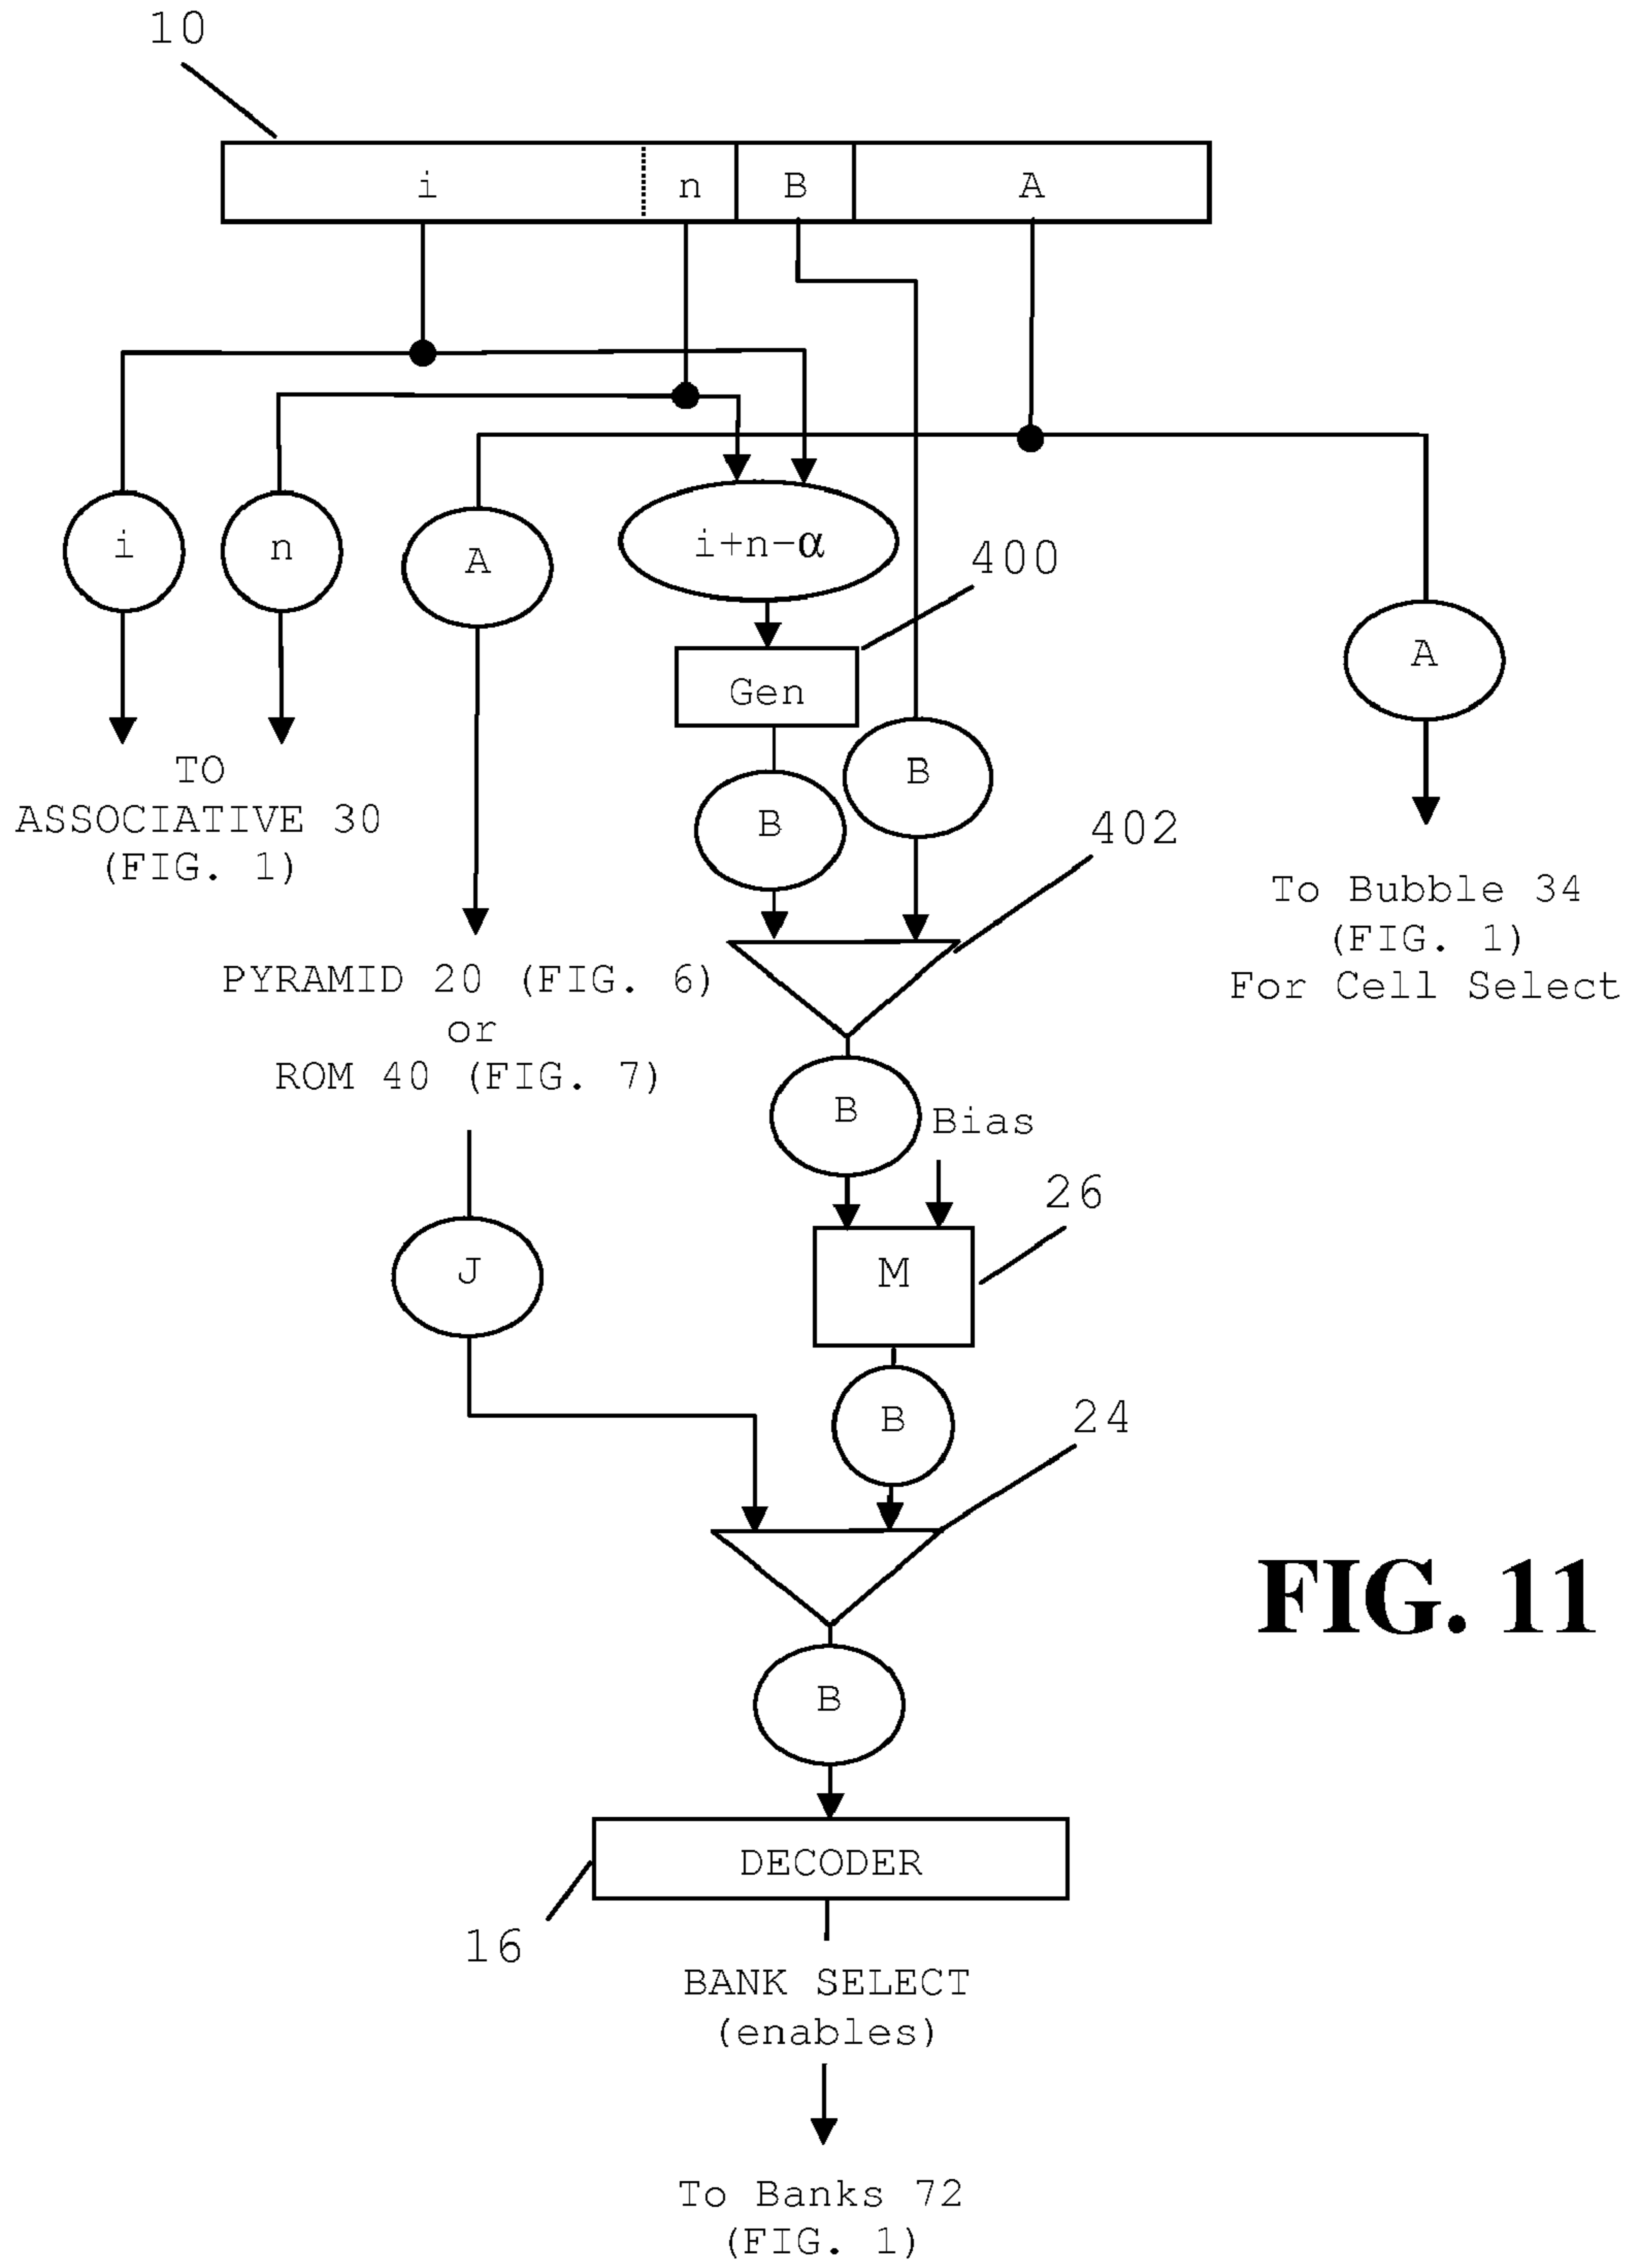 10
i n B A
i n A i+n−α
400
Gen
A
B B
TO
ASSOCIATIVE 30
(FIG. 1)
402
To Bubble 34
(FIG. 1)
For Cell Select
PYRAMID 20 (FIG. 6)
or
ROM 40 (FIG. 7)
B Bias
26
J M
B
24
FIG. 11
B
DECODER
16
BANK SELECT
(enables)
To Banks 72
(FIG. 1)